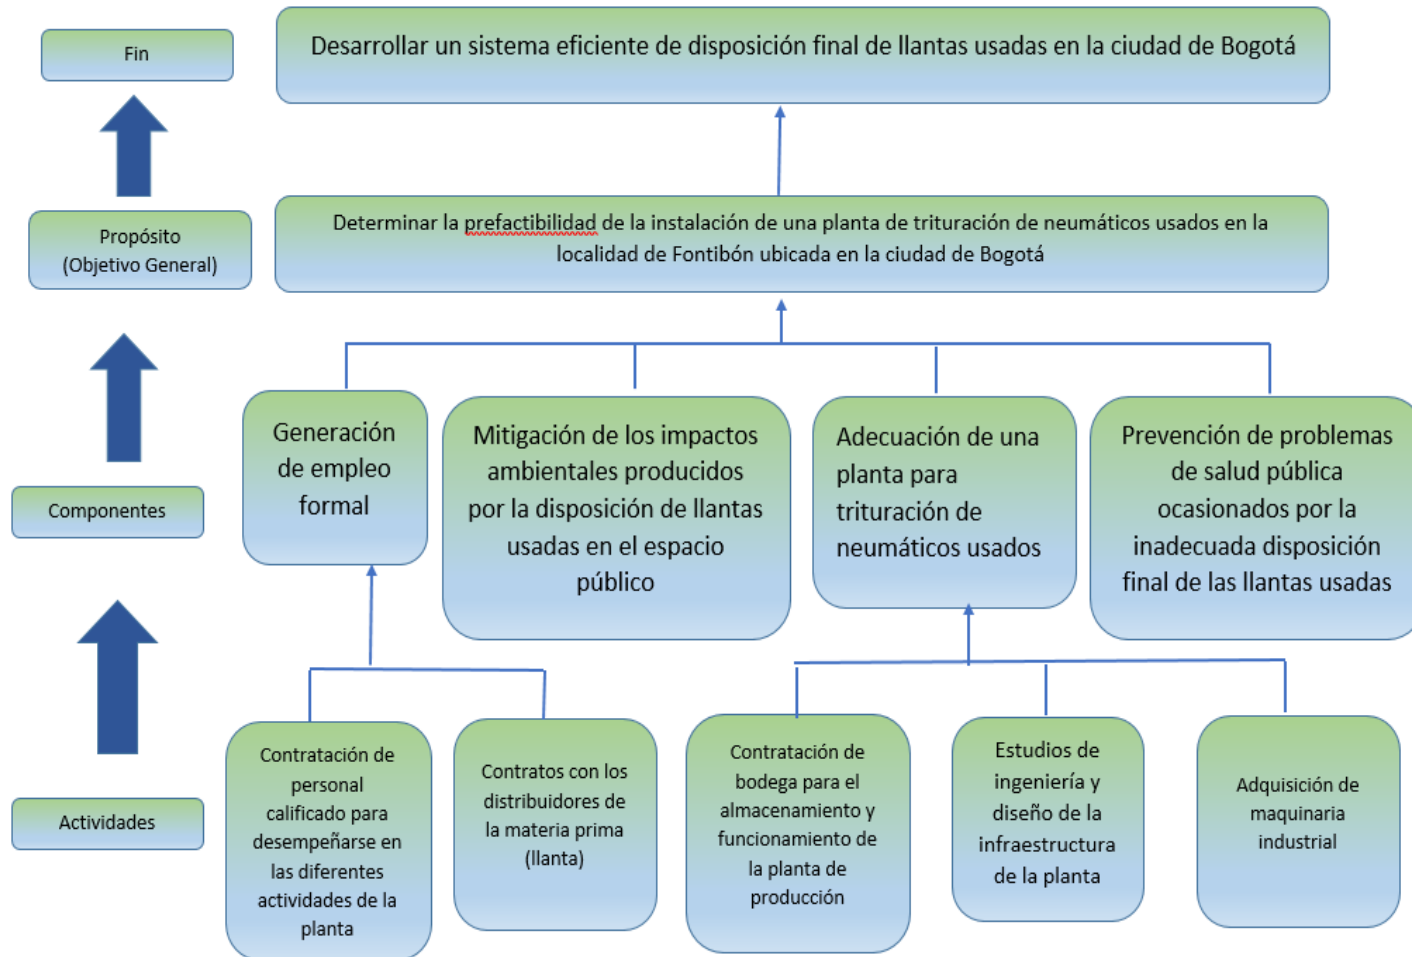 Fin
Desarrollar un sistema eficiente de disposición final de llantas usadas en la ciudad de Bogotá
Propósito
(Objetivo General)
Determinar la prefactibilidad de la instalación de una planta de trituración de neumáticos usados en la
localidad de Fontibón ubicada en la ciudad de Bogotá
Componentes
Generación
de empleo
formal
Mitigación de los impactos
ambientales producidos
por la disposición de llantas
usadas en el espacio
público
Adecuación de una
planta para
trituración de
neumáticos usados
Prevención de problemas
de salud pública
ocasionados por la
inadecuada disposición
final de las llantas usadas
Actividades
Contratación de
personal
calificado para
desempeñarse en
las diferentes
actividades de la
planta
Contratos con los
distribuidores de
la materia prima
(llanta)
Contratación de
bodega para el
almacenamiento y
funcionamiento de
la planta de
producción
Estudios de
ingeniería y
diseño de la
infraestructura
de la planta
Adquisición de
maquinaria
industrial